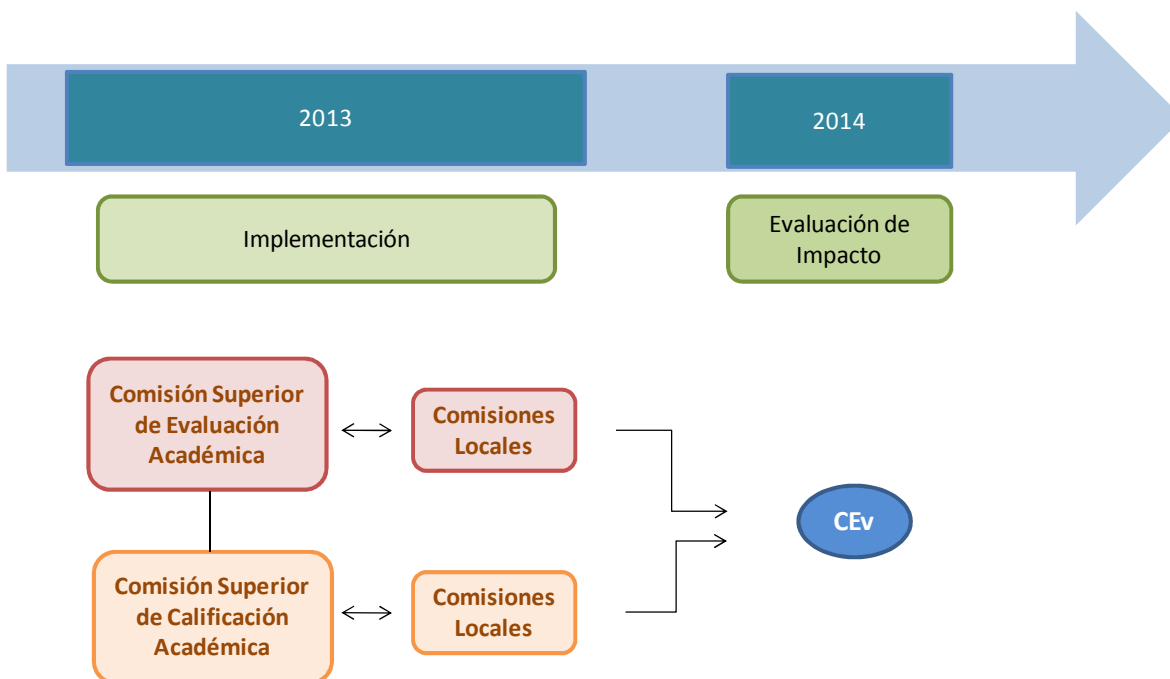 2013
2014
Implementación
Evaluación de
Impacto
Comisión Superior
de Evaluación
Académica
Comisiones
Locales
CEv
Comisión Superior
de Calificación
Académica
Comisiones
Locales